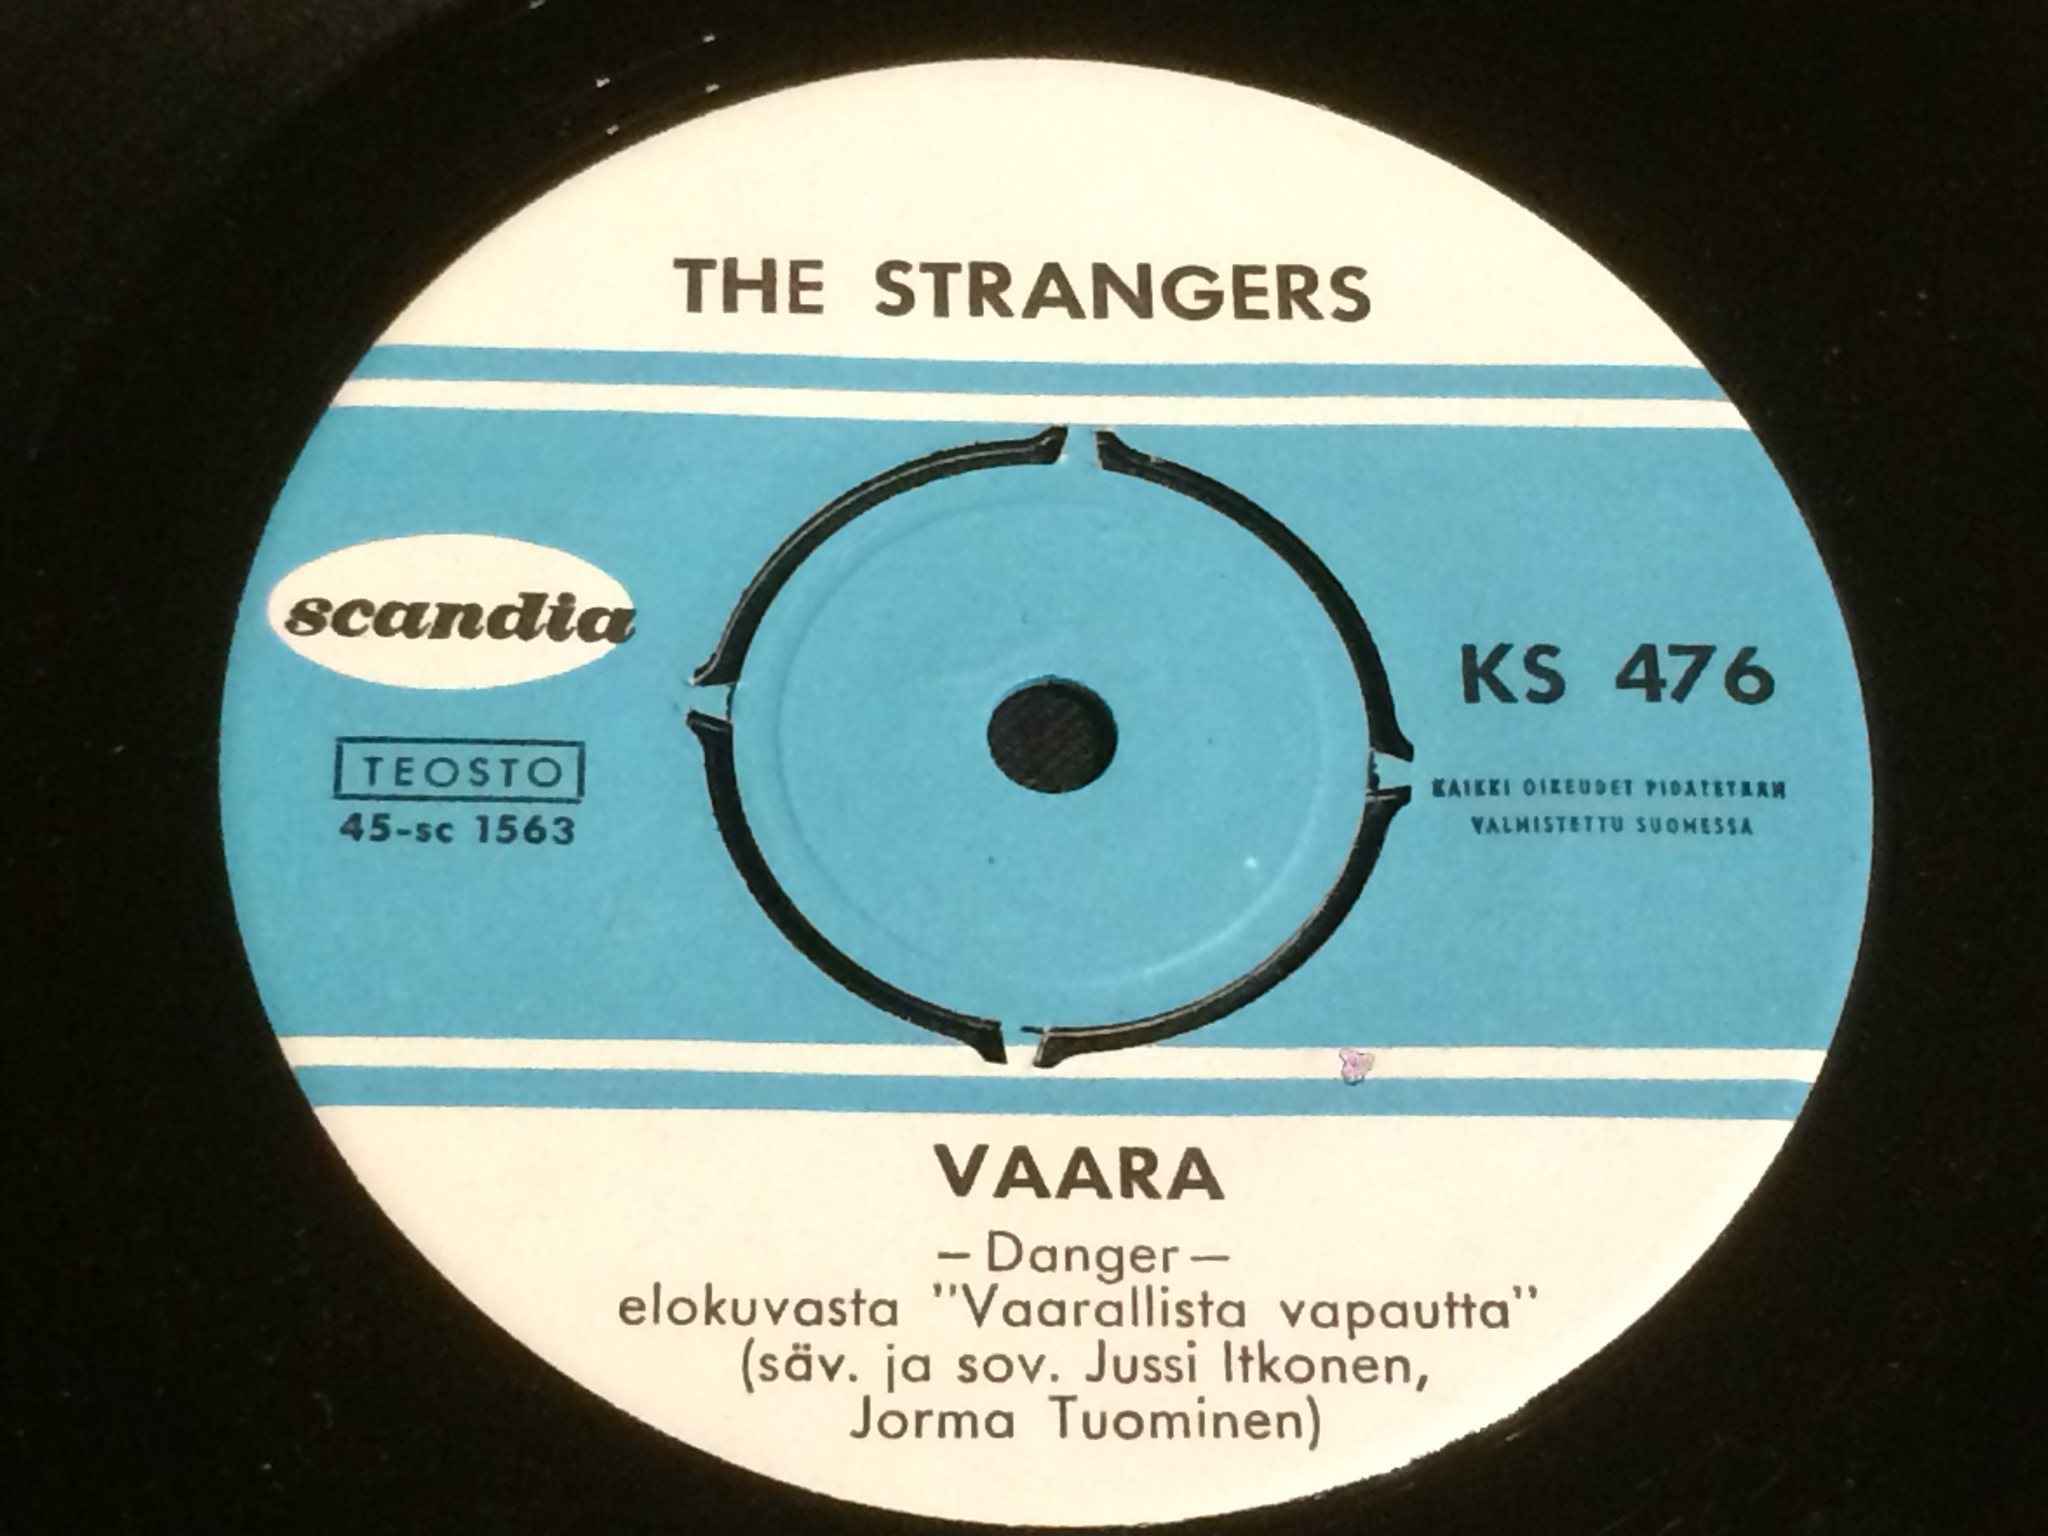 THE STRANGERS
scandia
KS 476
TEOSTO
45-sc 1563
KAIKKI OIKEUDET PIDÄTETÄÄN
VALMISTETTU SUOMESSA
VAARA
—Danger—
elokuvasta "Vaarallista vapautta"
(säv. ja sov. Jussi Itkonen,
Jorma Tuominen)